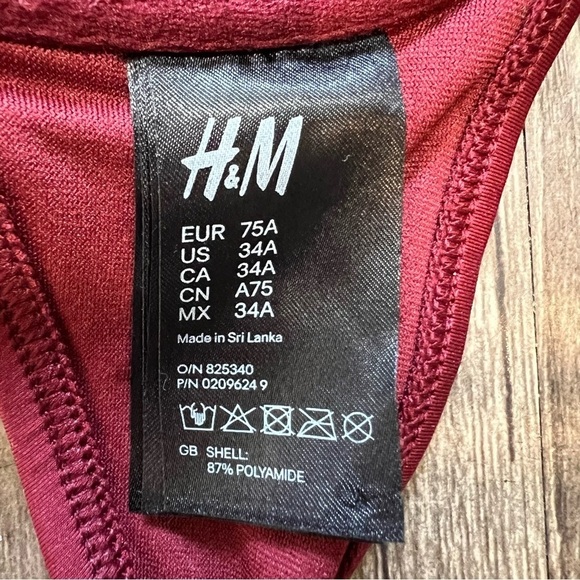 H&M
EUR 75A
US 34A
CA 34A
CN A75
MX 34A
Made in Sri Lanka
O/N 825340
P/N 0209624 9
GB SHELL:
87% POLYAMIDE